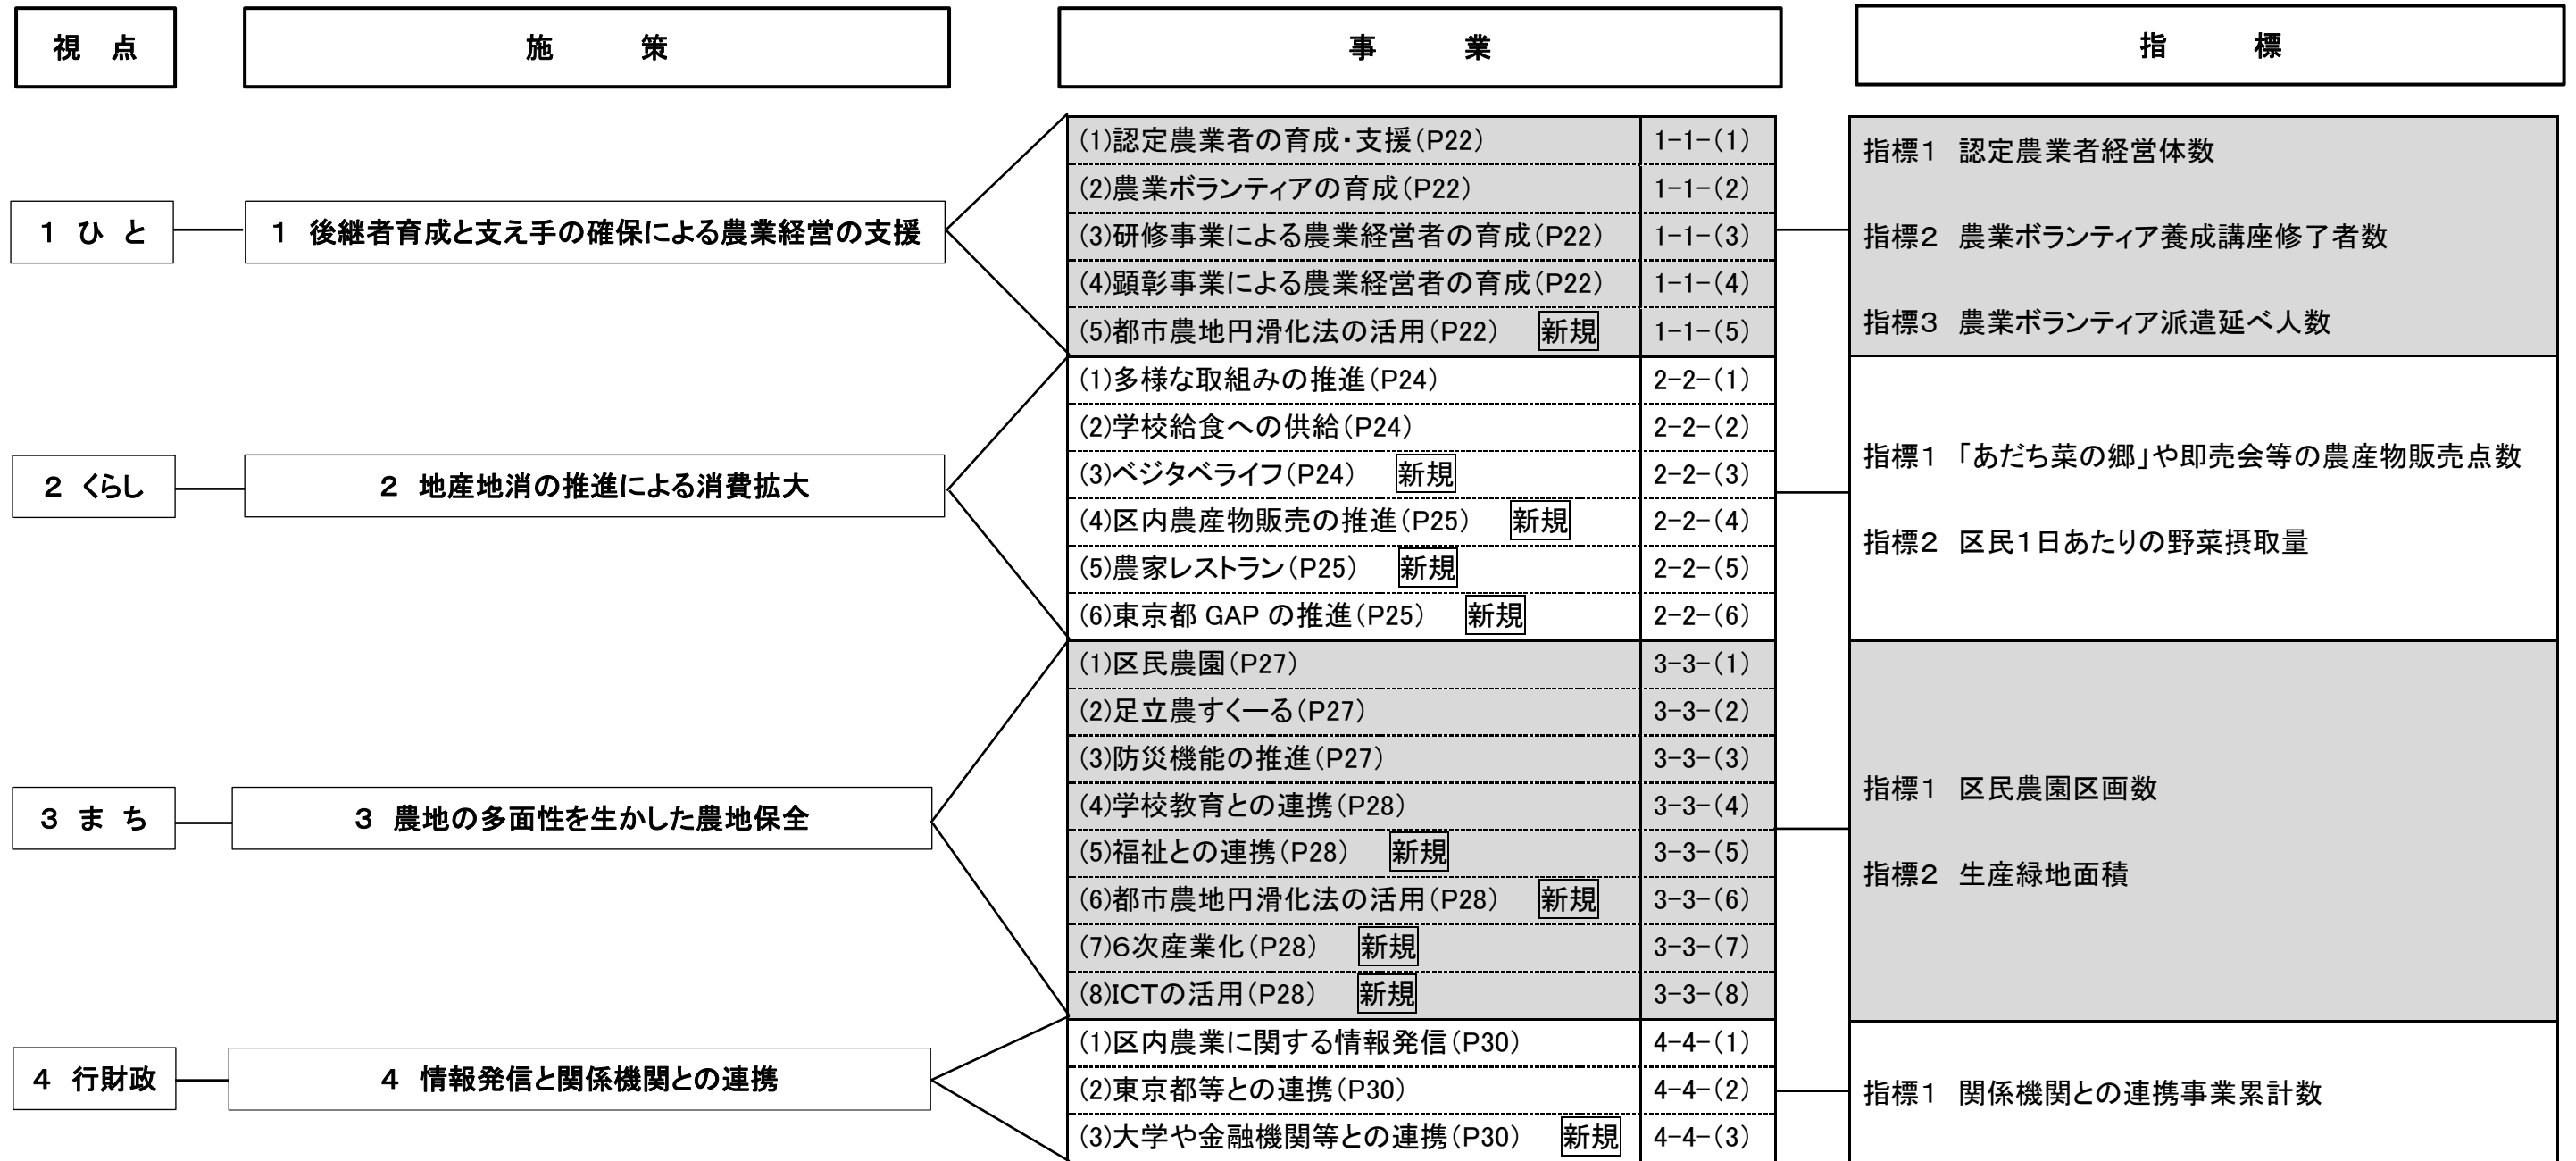 視 点
施 策
事 業
指 標
1 ひ と
1 後継者育成と支え手の確保による農業経営の支援
(1)認定農業者の育成・支援(P22) 1-1-(1)
(2)農業ボランティアの育成(P22) 1-1-(2)
(3)研修事業による農業経営者の育成(P22) 1-1-(3)
(4)顕彰事業による農業経営者の育成(P22) 1-1-(4)
(5)都市農地円滑化法の活用(P22) 新規 1-1-(5)
指標1 認定農業者経営体数
指標2 農業ボランティア養成講座修了者数
指標3 農業ボランティア派遣延べ人数
2 くらし
2 地産地消の推進による消費拡大
(1)多様な取組みの推進(P24) 2-2-(1)
(2)学校給食への供給(P24) 2-2-(2)
(3)ベジタベライフ(P24) 新規 2-2-(3)
(4)区内農産物販売の推進(P25) 新規 2-2-(4)
(5)農家レストラン(P25) 新規 2-2-(5)
(6)東京都 GAP の推進(P25) 新規 2-2-(6)
指標1 「あだち菜の郷」や即売会等の農産物販売点数
指標2 区民1日あたりの野菜摂取量
3 ま ち
3 農地の多面性を生かした農地保全
(1)区民農園(P27) 3-3-(1)
(2)足立農すくーる(P27) 3-3-(2)
(3)防災機能の推進(P27) 3-3-(3)
(4)学校教育との連携(P28) 3-3-(4)
(5)福祉との連携(P28) 新規 3-3-(5)
(6)都市農地円滑化法の活用(P28) 新規 3-3-(6)
(7)6次産業化(P28) 新規 3-3-(7)
(8)ICTの活用(P28) 新規 3-3-(8)
指標1 区民農園区画数
指標2 生産緑地面積
4 行財政
4 情報発信と関係機関との連携
(1)区内農業に関する情報発信(P30) 4-4-(1)
(2)東京都等との連携(P30) 4-4-(2)
(3)大学や金融機関等との連携(P30) 新規 4-4-(3)
指標1 関係機関との連携事業累計数